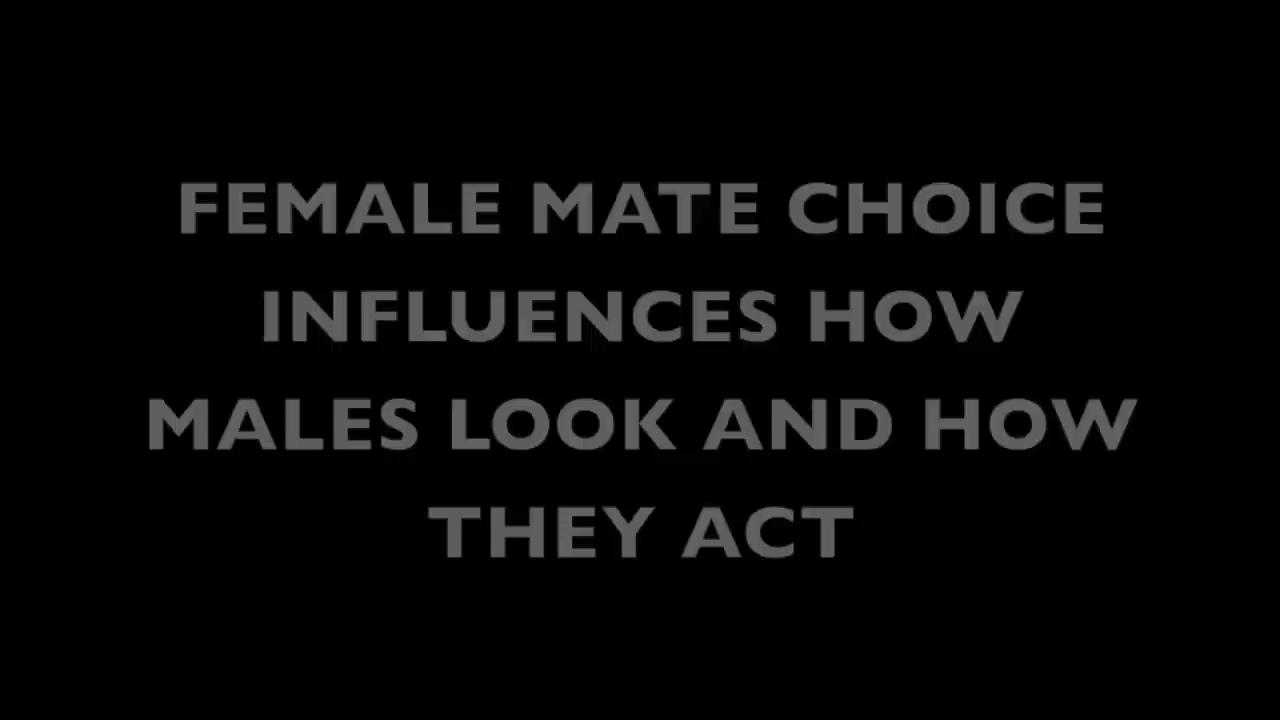 FEMALE MATE CHOICE
INFLUENCES HOW
MALES LOOK AND HOW
THEY ACT